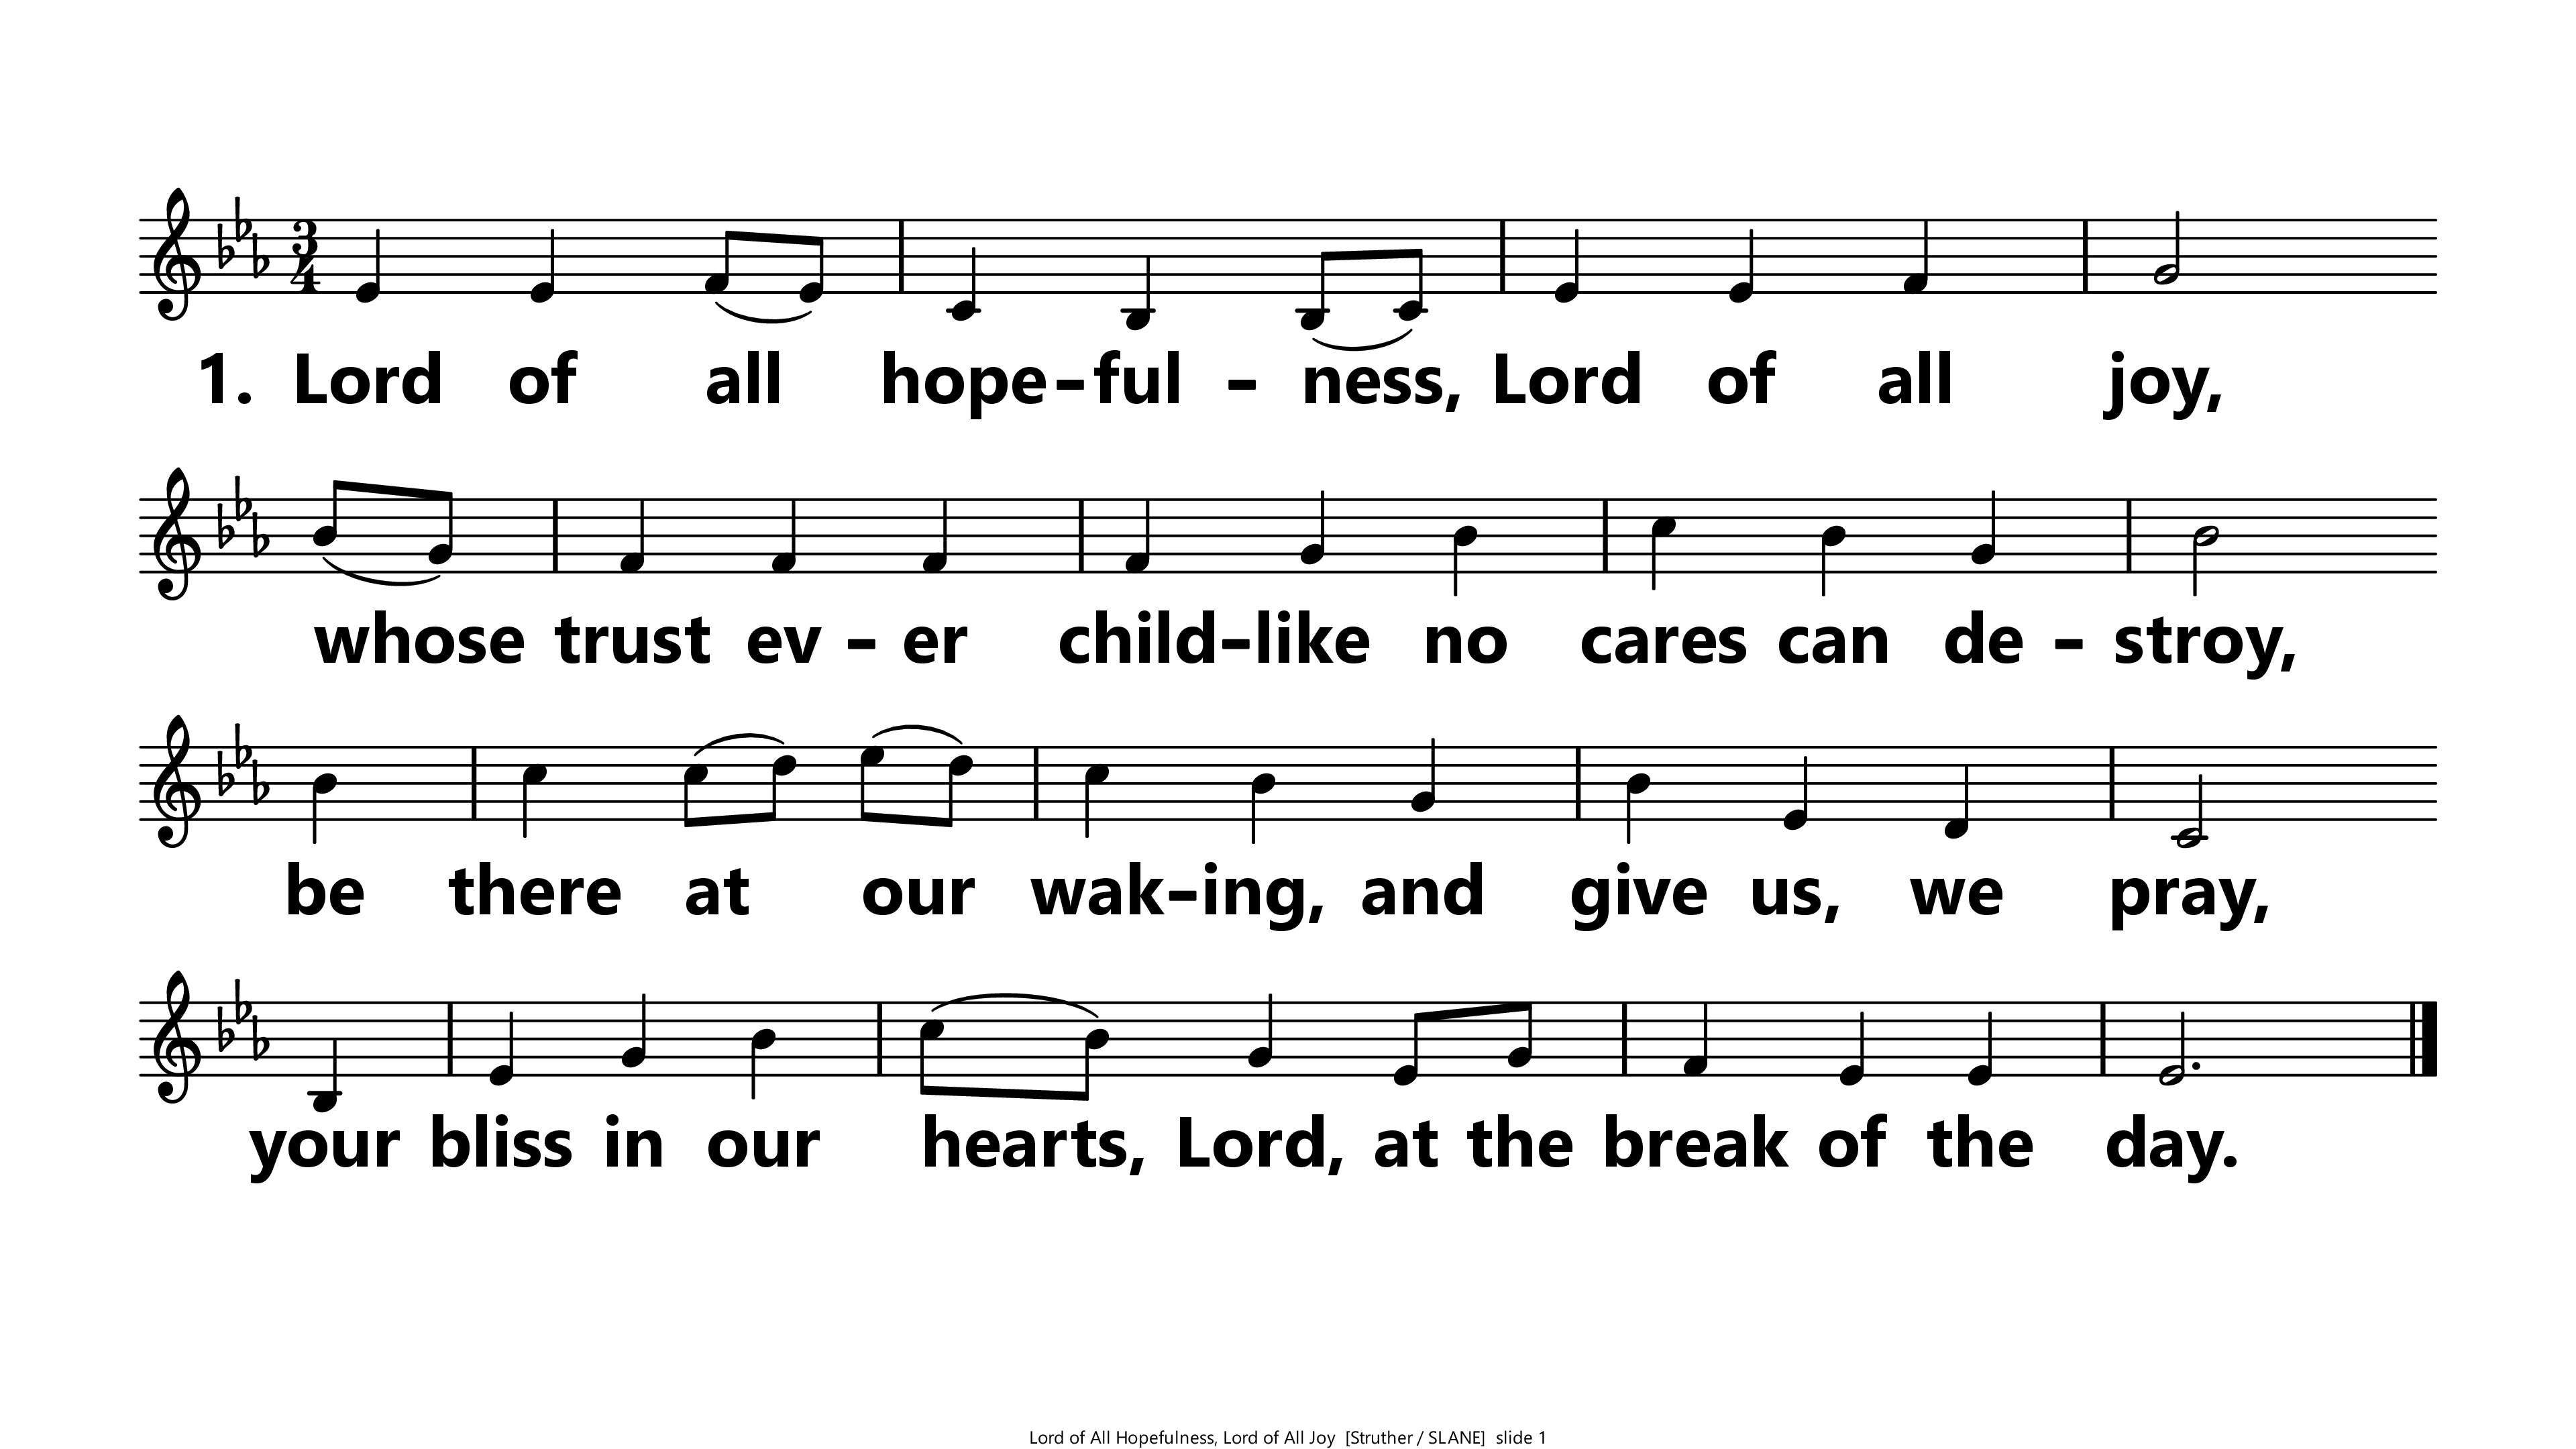 3
4
1. Lord of all hope-ful - ness, Lord of all joy,
whose trust ev - er child-like no cares can de - stroy,
be there at our wak-ing, and give us, we pray,
your bliss in our hearts, Lord, at the break of the day.
Lord of All Hopefulness, Lord of All Joy [Struther / SLANE] slide 1